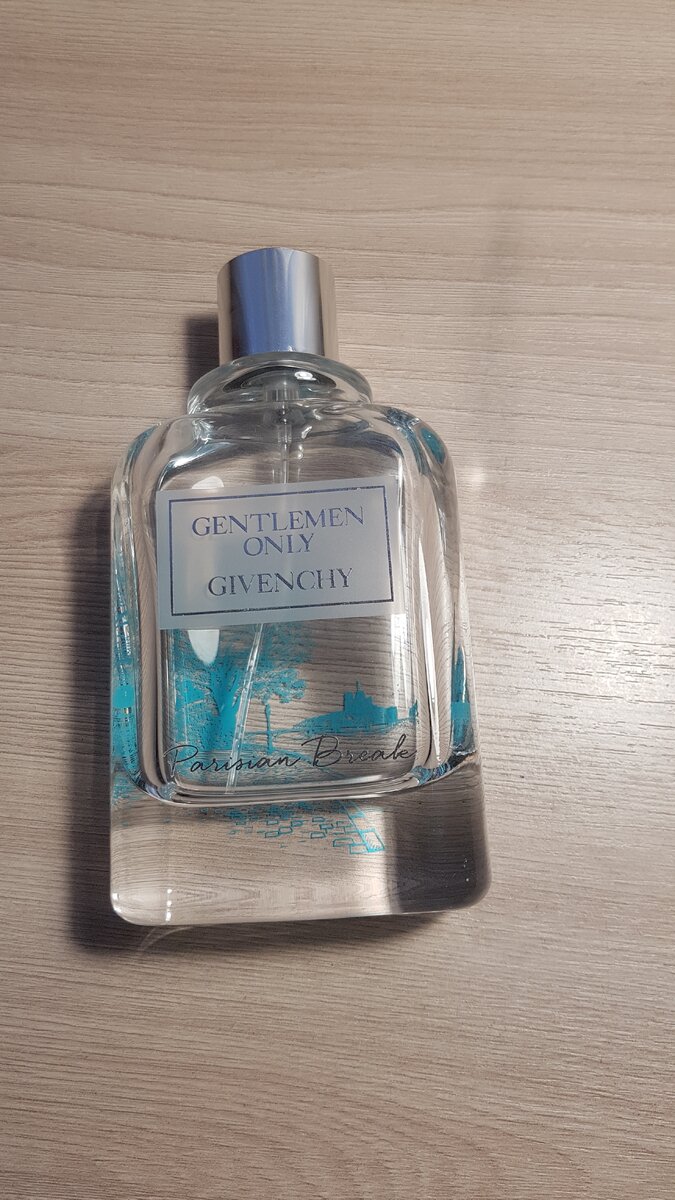 GENTLEMEN
ONLY
GIVENCHY
Parisian Break